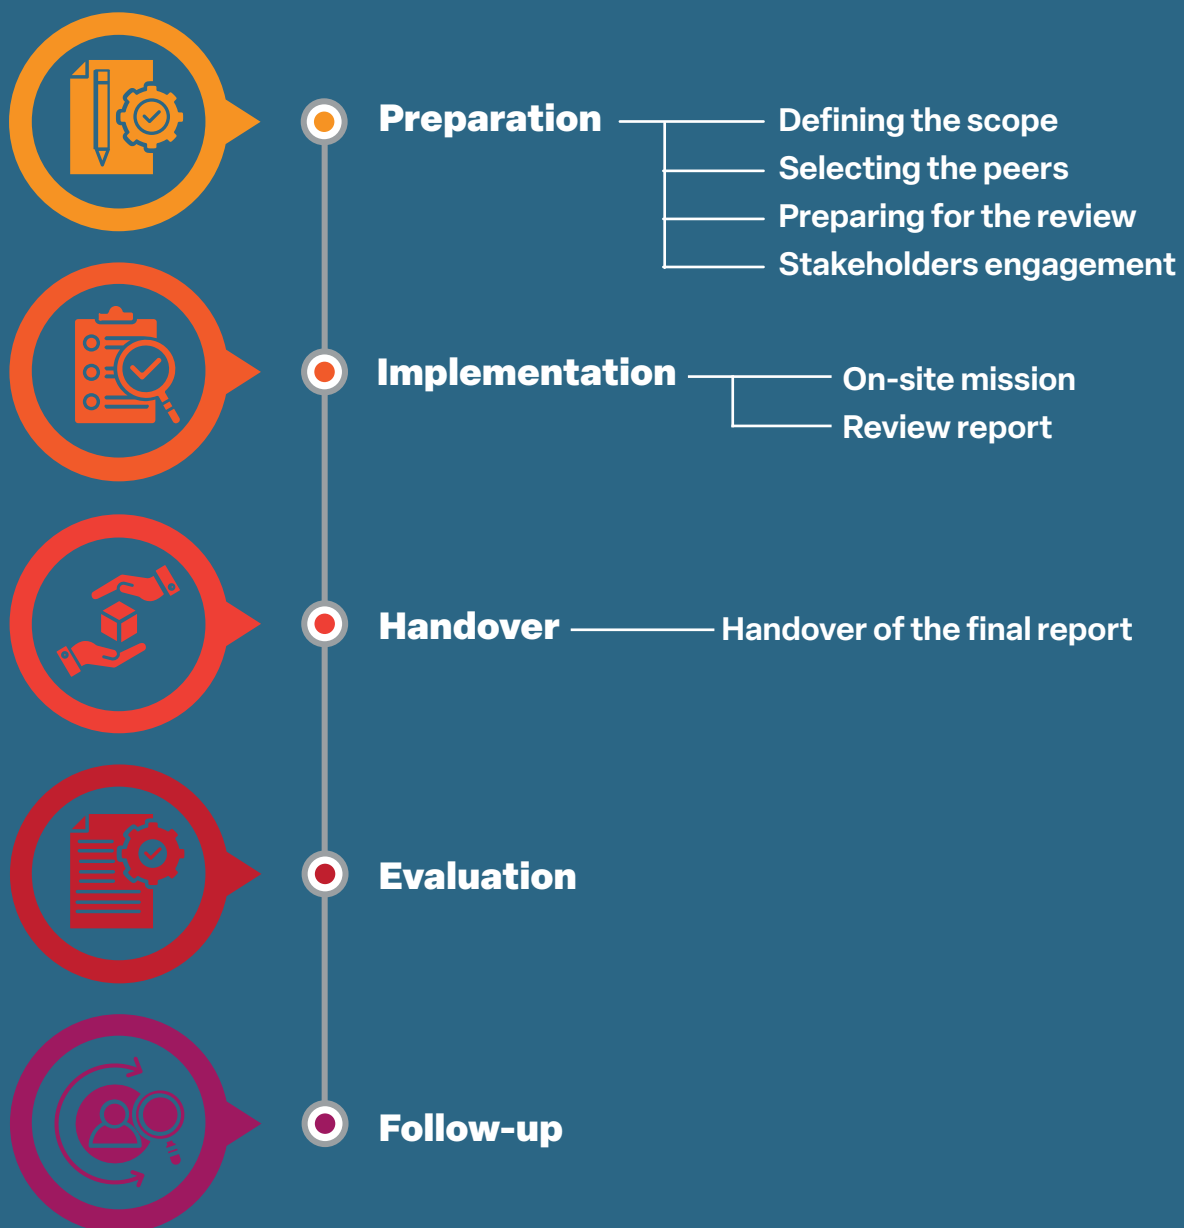 Preparation
Defining the scope
Selecting the peers
Preparing for the review
Stakeholders engagement
Implementation
On-site mission
Review report
Handover
Handover of the final report
Evaluation
Follow-up